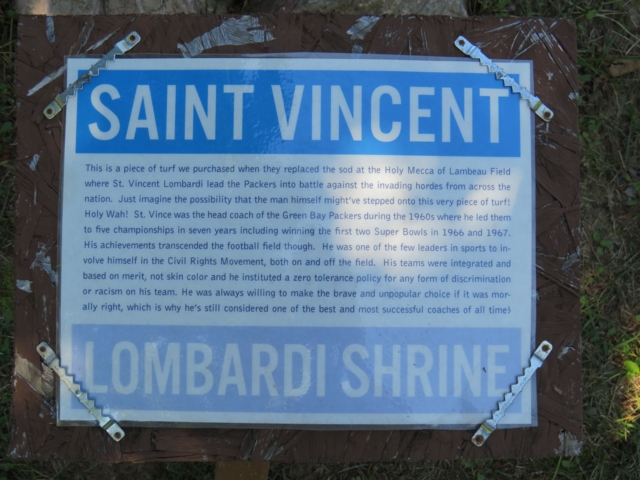 SAINT VINCENT
This is a piece of turf we purchased when they replaced the sod at the Holy Mecca of Lambeau Field
where St. Vincent Lombardi lead the Packers into battle against the invading hordes from across the
nation. Just imagine the possibility that the man himself might've stepped onto this very piece of turf!
Holy Wah! St. Vince was the head coach of the Green Bay Packers during the 1960s where he led them
to five championships in seven years including winning the first two Super Bowls in 1966 and 1967.
His achievements transcended the football field though. He was one of the few leaders in sports to in-
volve himself in the Civil Rights Movement, both on and off the field. His teams were integrated and
based on merit, not skin color and he instituted a zero tolerance policy for any form of discrimination
or racism on his team. He was always willing to make the brave and unpopular choice if it was mor-
ally right, which is why he's still considered one of the best and most successful coaches of all time!
LOMBARDI SHRINE